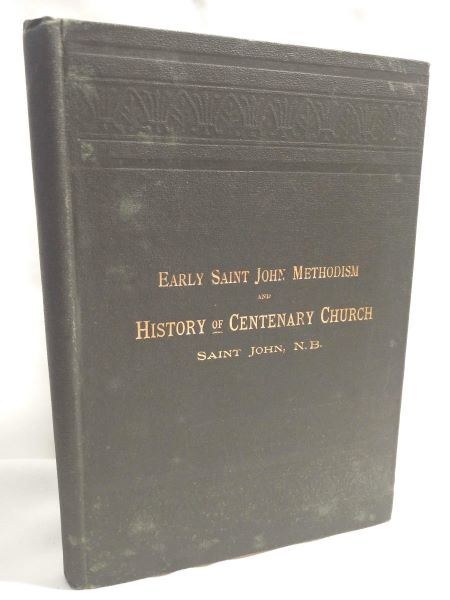 EARLY SAINT JOHN METHODISM
AND
HISTORY OF CENTENARY CHURCH
SAINT JOHN, N.B.